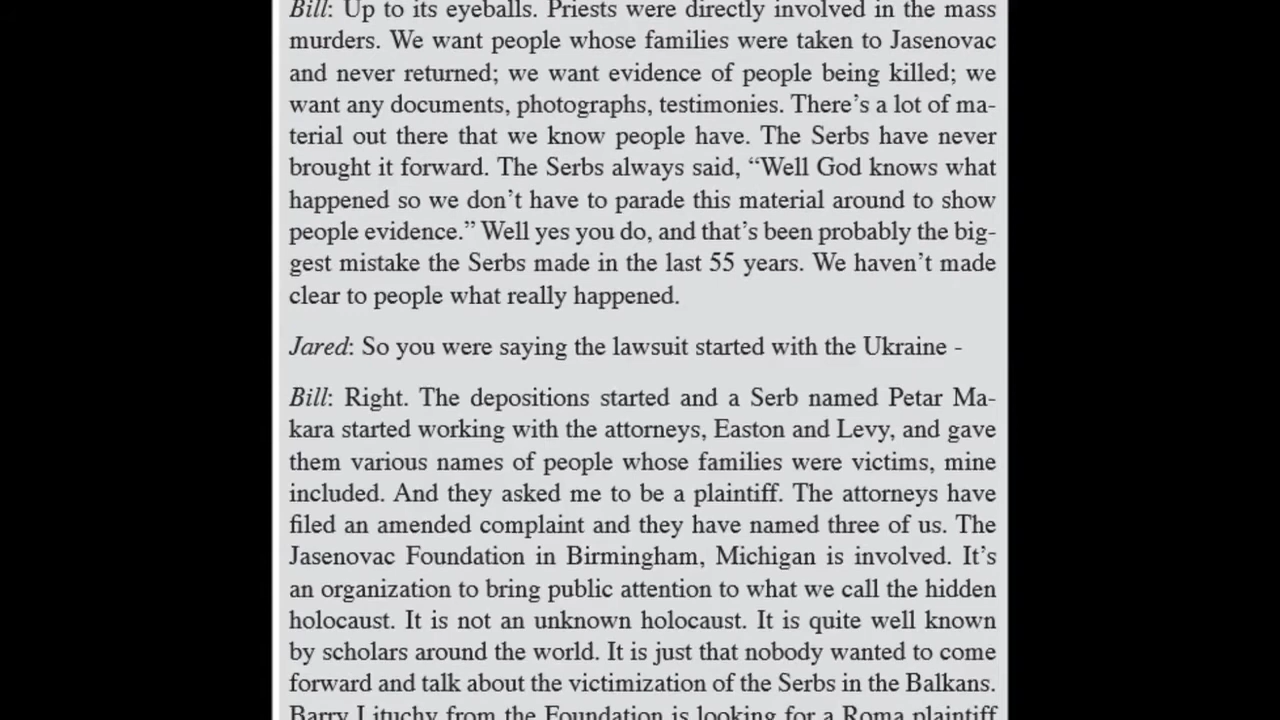 Bill: Up to its eyeballs. Priests were directly involved in the mass
murders. We want people whose families were taken to Jasenovac
and never returned; we want evidence of people being killed; we
want any documents, photographs, testimonies. There’s a lot of ma-
terial out there that we know people have. The Serbs have never
brought it forward. The Serbs always said, “Well God knows what
happened so we don’t have to parade this material around to show
people evidence.” Well yes you do, and that’s been probably the big-
gest mistake the Serbs made in the last 55 years. We haven’t made
clear to people what really happened.
Jared: So you were saying the lawsuit started with the Ukraine -
Bill: Right. The depositions started and a Serb named Petar Ma-
kara started working with the attorneys, Easton and Levy, and gave
them various names of people whose families were victims, mine
included. And they asked me to be a plaintiff. The attorneys have
filed an amended complaint and they have named three of us. The
Jasenovac Foundation in Birmingham, Michigan is involved. It’s
an organization to bring public attention to what we call the hidden
holocaust. It is not an unknown holocaust. It is quite well known
by scholars around the world. It is just that nobody wanted to come
forward and talk about the victimization of the Serbs in the Balkans.
Barry Lituchy from the Foundation is looking for a Roma plaintiff